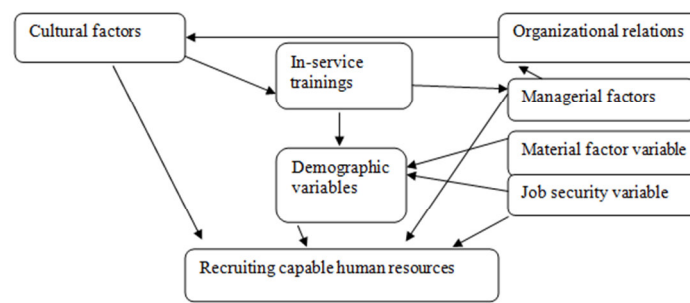 Cultural factors
Organizational relations
In-service
trainings
Managerial factors
Material factor variable
Demographic
variables
Job security variable
Recruiting capable human resources